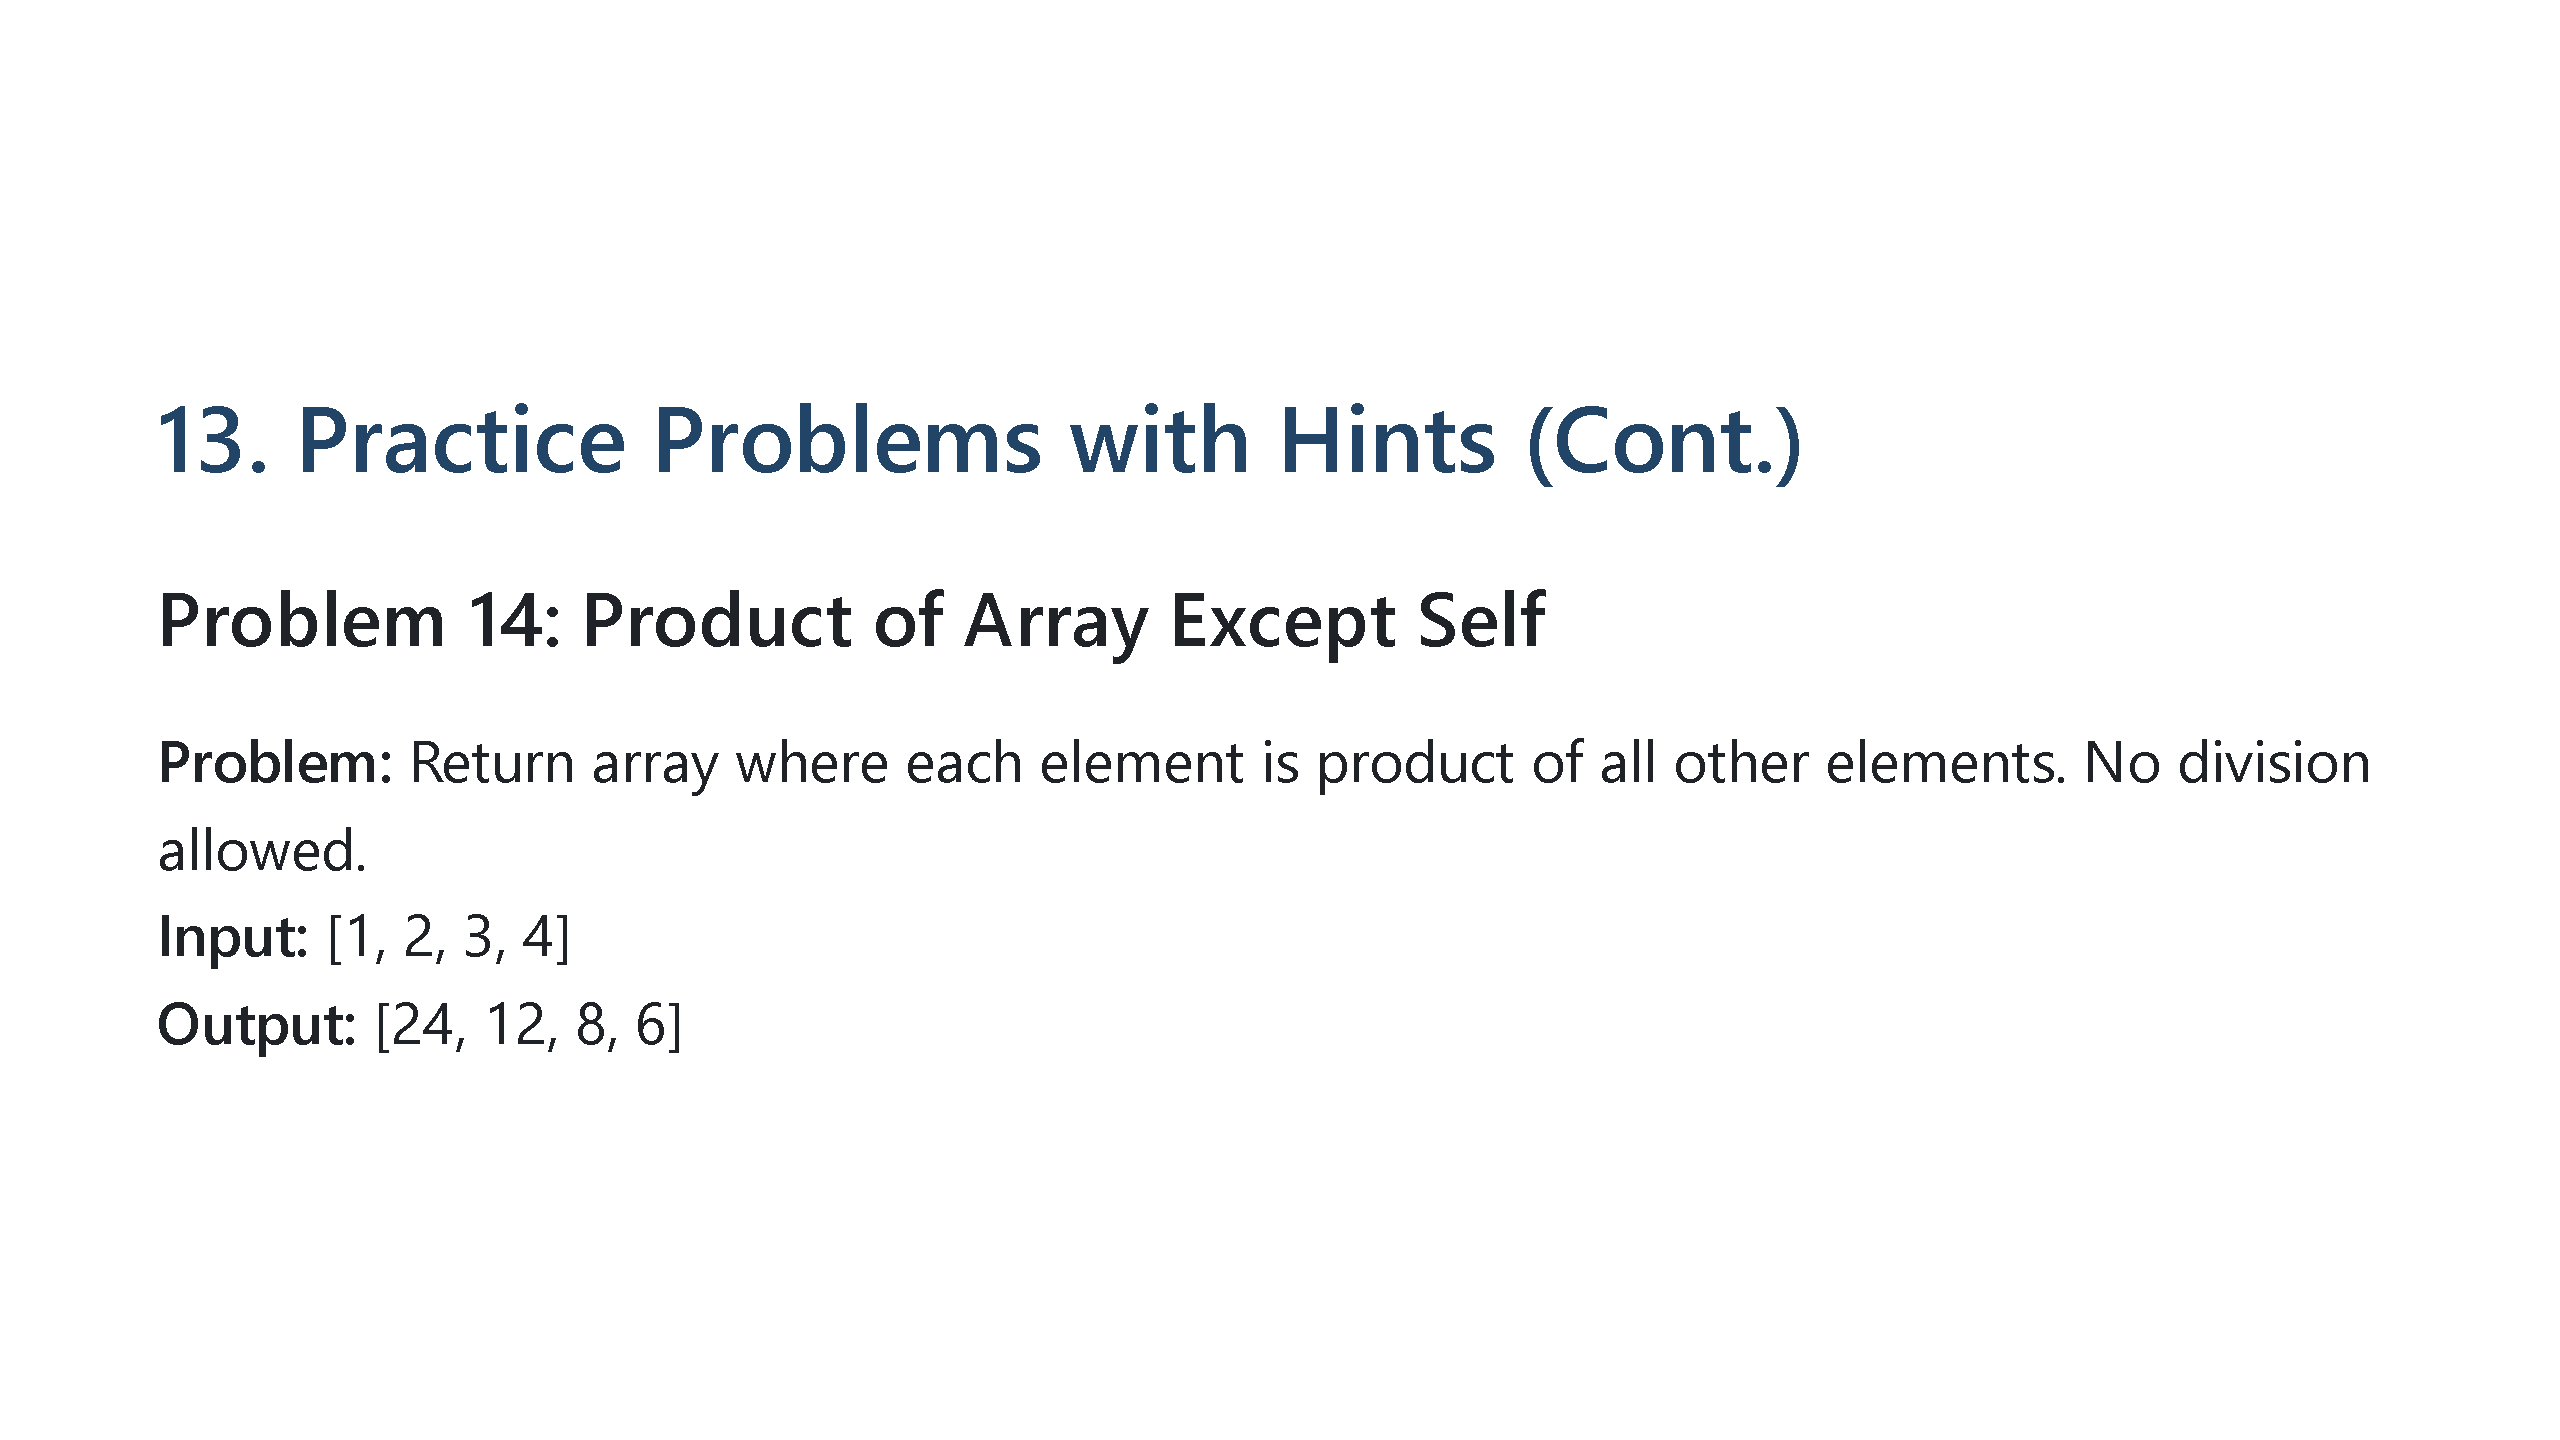 13. Practice Problems with Hints (Cont.)
Problem 14: Product of Array Except Self
Problem: Return array where each element is product of all other elements. No division
allowed.
Input: [1, 2, 3, 4]
Output: [24, 12, 8, 6]